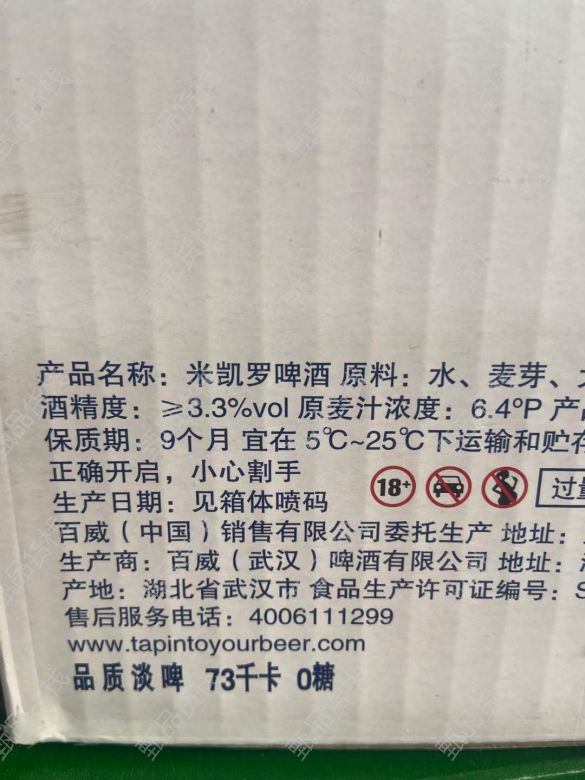 产品名称：米凯罗啤酒 原料：水、麦芽、
酒精度：≥3.3%vol 原麦汁浓度：6.4ºP 产
保质期：9个月 宜在 5℃~25℃下运输和贮存
正确开启，小心割手 18+ 过量
生产日期：见箱体喷码
百威（中国）销售有限公司委托生产 地址：
生产商：百威（武汉）啤酒有限公司 地址：
产地：湖北省武汉市 食品生产许可证编号：S
售后服务电话：4006111299
www.tapintoyourbeer.com
品质淡啤 73千卡 0糖